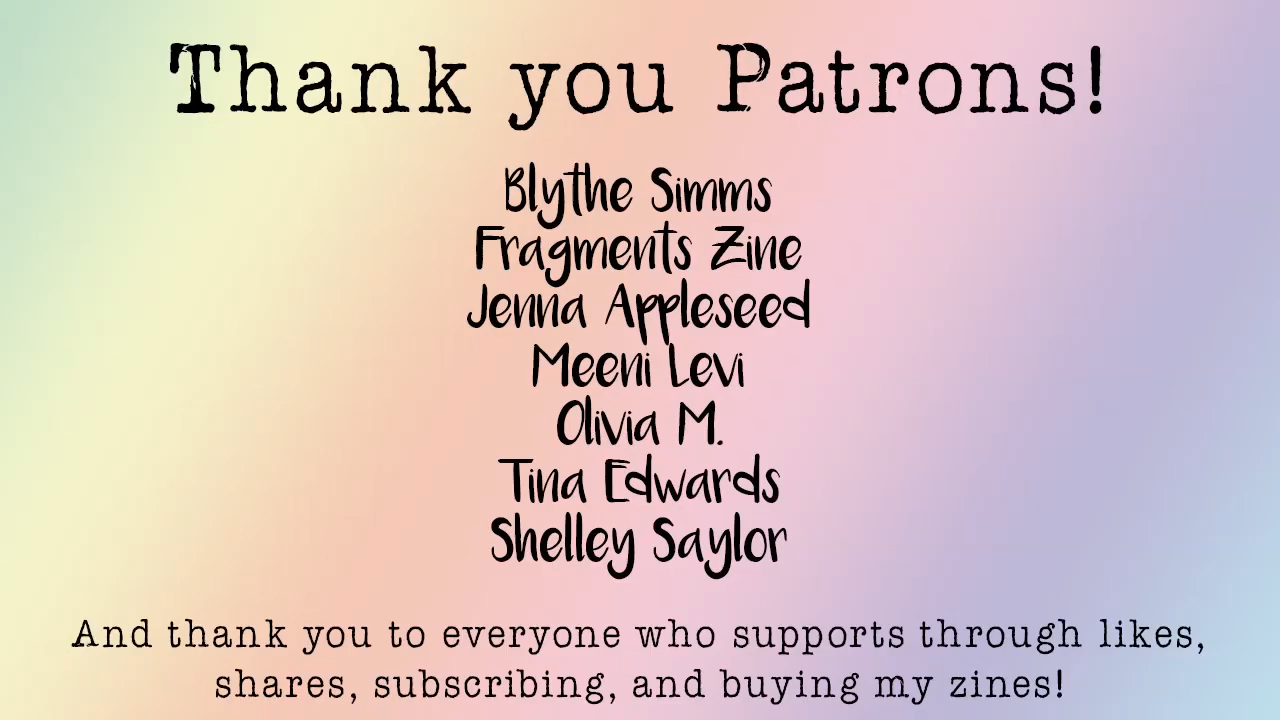 Thank you Patrons!
Blythe Simms
Fragments Zine
Jenna Appleseed
Meeni Levi
Olivia M.
Tina Edwards
Shelley Saylor
And thank you to everyone who supports through likes,
shares, subscribing, and buying my zines!